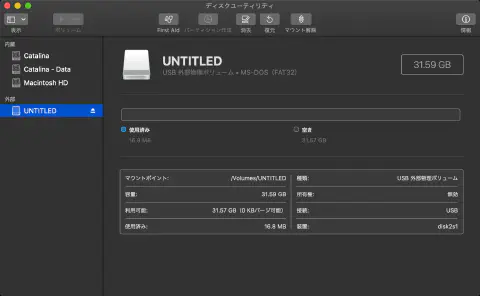 ディスクユーティリティ
表示
First Aid
パーティション作成
消去
復元
マウント解除
情報
内蔵
Catalina
Catalina - Data
Macintosh HD
外部
UNTITLED
UNTITLED
USB 外部物理ボリューム • MS-DOS (FAT32)
31.59 GB
使用済み
16.8 MB
空き
31.57 GB
マウントポイント:
/Volumes/UNTITLED
種類:
USB 外部物理ボリューム
容量:
31.59 GB
所有権:
無効
利用可能:
31.57 GB (0 KBパージ可能)
接続:
USB
使用済み:
16.8 MB
装置:
disk2s1